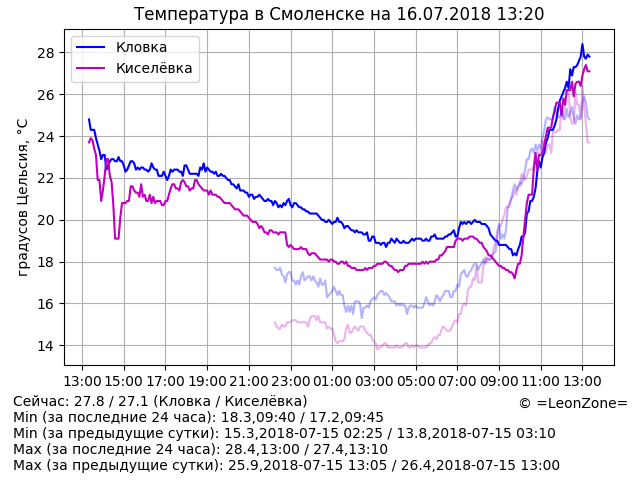 Температура в Смоленске на 16.07.2018 13:20
Кловка
Киселёвка
градусов Цельсия, °C
28
26
24
22
20
18
16
14
13:00 15:00 17:00 19:00 21:00 23:00 01:00 03:00 05:00 07:00 09:00 11:00 13:00
Сейчас: 27.8 / 27.1 (Кловка / Киселёвка)
© =LeonZone=
Min (за последние 24 часа): 18.3,09:40 / 17.2,09:45
Min (за предыдущие сутки): 15.3,2018-07-15 02:25 / 13.8,2018-07-15 03:10
Max (за последние 24 часа): 28.4,13:00 / 27.4,13:10
Max (за предыдущие сутки): 25.9,2018-07-15 13:05 / 26.4,2018-07-15 13:00